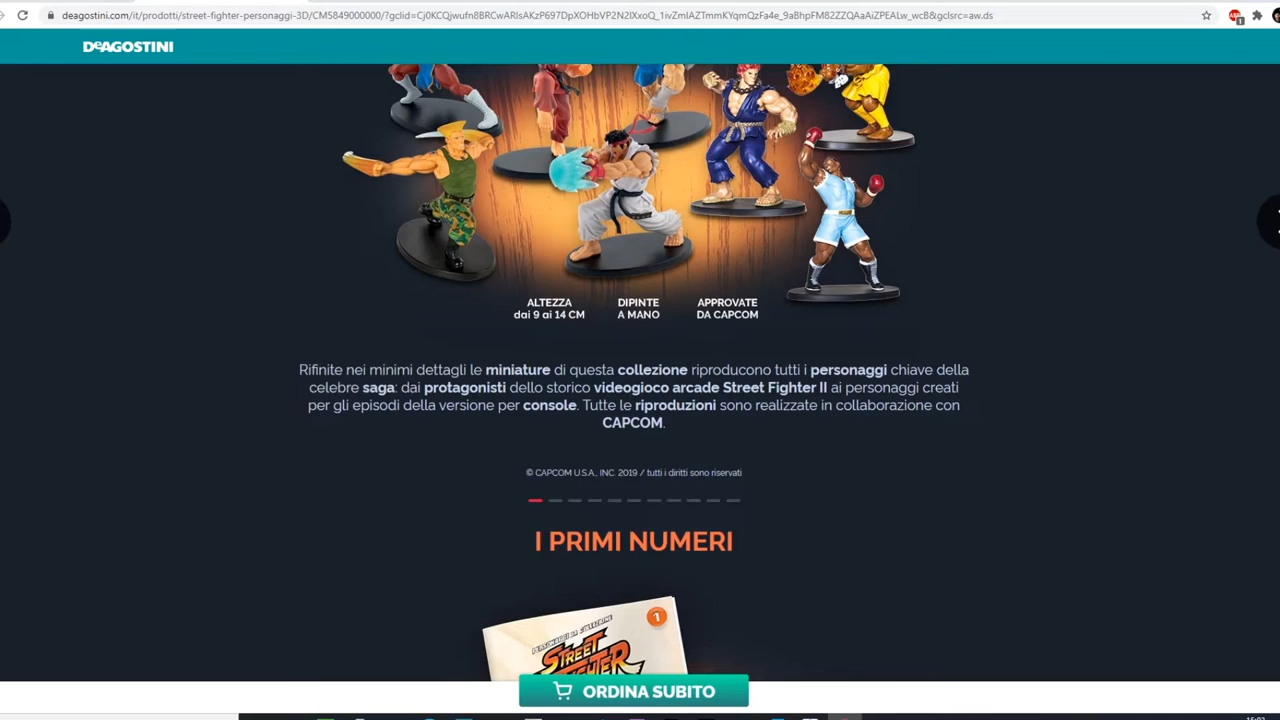 deagostini.com/it/prodotti/street-fighter-personaggi-3D/CM5849000000/?gclid=Cj0KCQjwufn8BRCwARIsAKzP697DpXOHbVP2N2IXxoQ_1ivZmlAZTmmKYqmQzFa4e_9aBhpFM82ZZQAaAiZPEALw_wcB&gclsrc=aw.ds
DeAGOSTINI
ALTEZZA
dai 9 ai 14 CM
DIPINTE
A MANO
APPROVATE
DA CAPCOM
Rifinite nei minimi dettagli le miniature di questa collezione riproducono tutti i personaggi chiave della
celebre saga: dai protagonisti dello storico videogioco arcade Street Fighter II ai personaggi creati
per gli episodi della versione per console. Tutte le riproduzioni sono realizzate in collaborazione con
CAPCOM.
© CAPCOM U.S.A., INC. 2019 / tutti i diritti sono riservati
I PRIMI NUMERI
1
PERSONAGGI DA COLLEZIONE
STREET
FIGHTER
ORDINA SUBITO